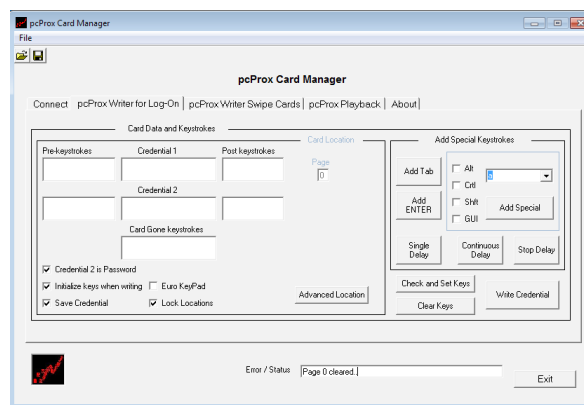 pcProx Card Manager
File
pcProx Card Manager
Connect pcProx Writer for Log-On pcProx Writer Swipe Cards pcProx Playback About
Card Data and Keystrokes
Card Location
Add Special Keystrokes
Pre-keystrokes Credential 1 Post keystrokes
Page
0
Add Tab
Alt
a
Crtl
Credential 2
Add ENTER
Shft
Add Special
GUI
Card Gone keystrokes
Single Delay
Continuous Delay
Stop Delay
Credential 2 is Password
Initialize keys when writing Euro KeyPad
Save Credential Lock Locations
Advanced Location
Check and Set Keys
Write Credential
Clear Keys
Error / Status Page 0 cleared..
Exit